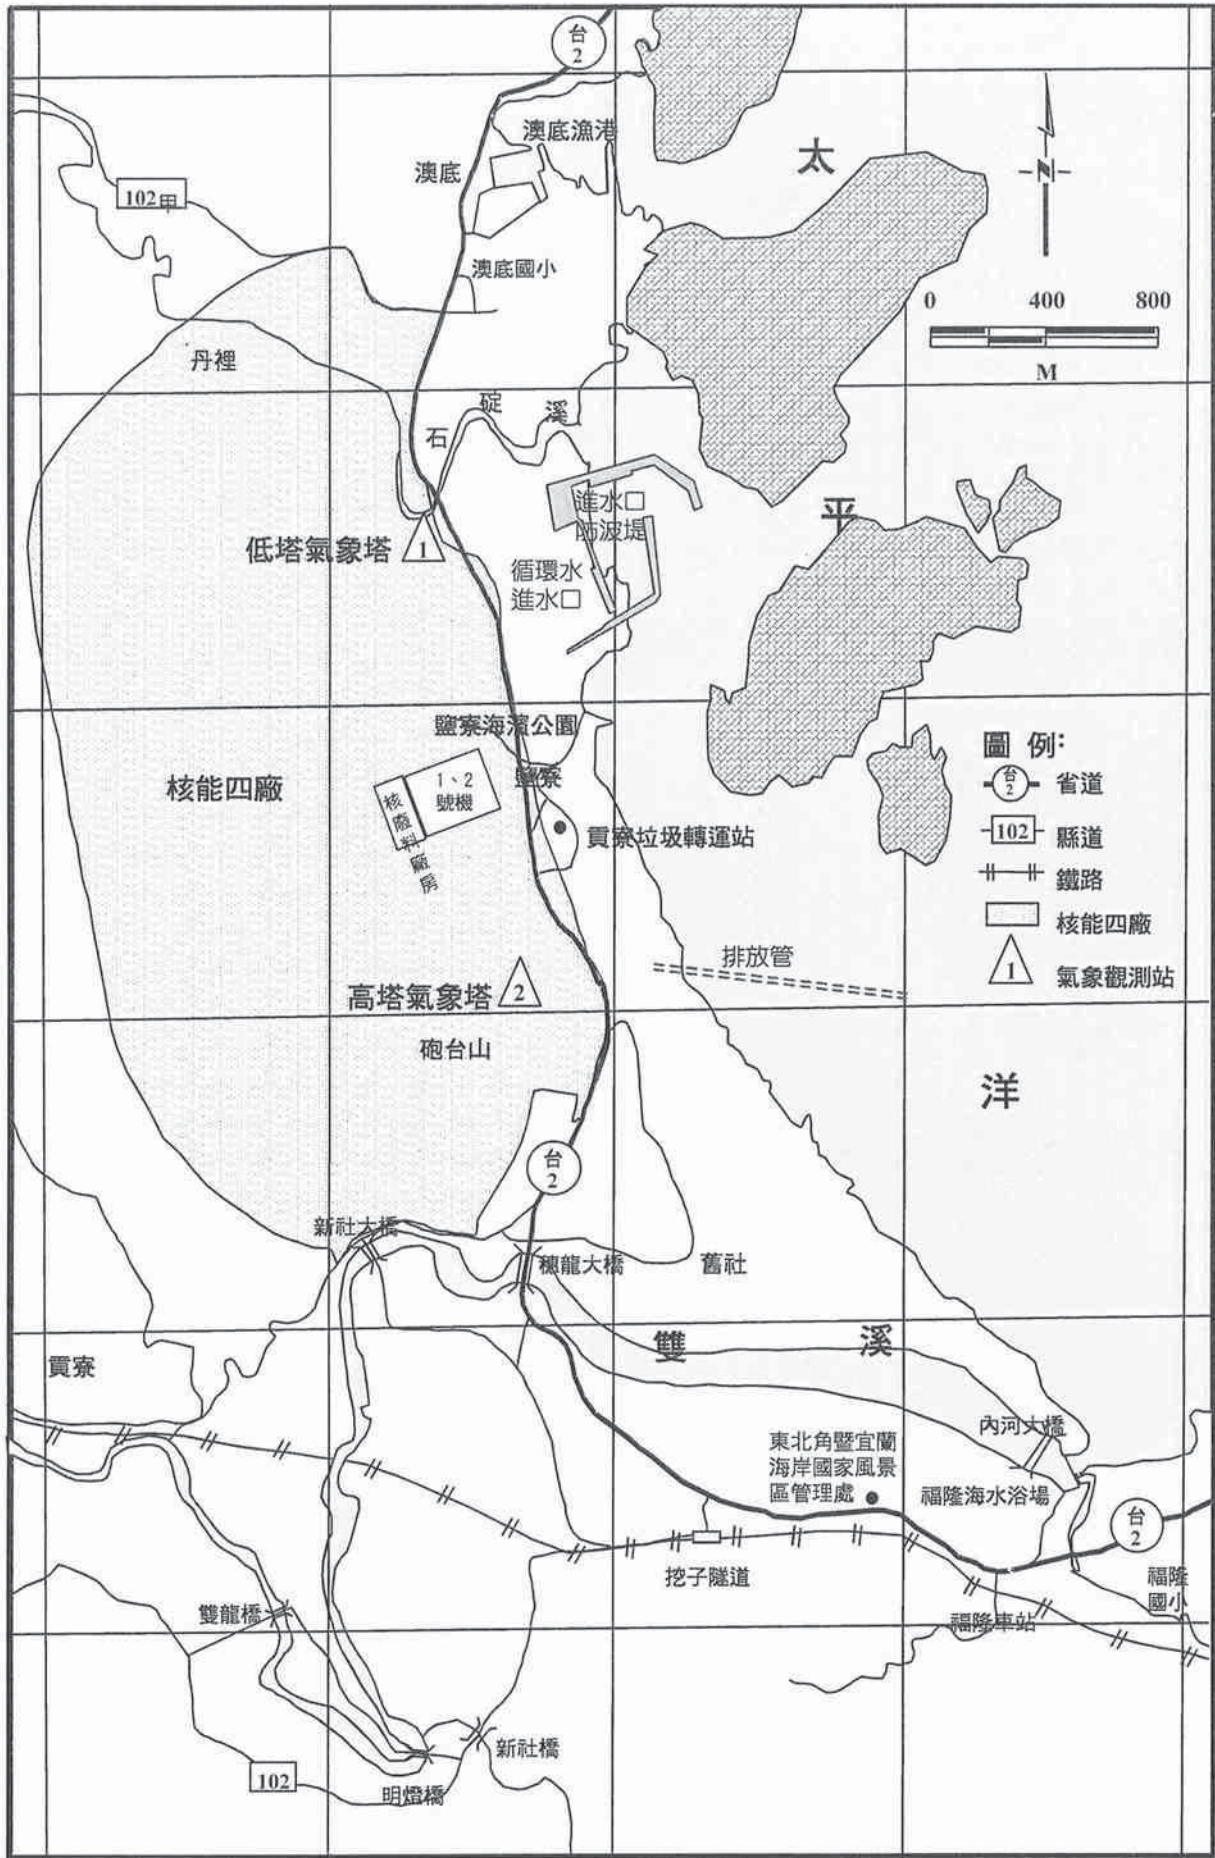 台
2
澳底漁港
太
澳底
102甲
N
澳底國小
0 400 800
M
丹裡
石 碇 溪
平
進水口
防波堤
低塔氣象塔
1
循環水
進水口
鹽寮海濱公園
圖 例:
台
2
省道
鹽寮
核能四廠
1、2
號機
核廢料廠房
貢寮垃圾轉運站
102
縣道
鐵路
核能四廠
1
氣象觀測站
排放管
高塔氣象塔
2
砲台山
洋
台
2
新社大橋
穗龍大橋
舊社
雙 溪
貢寮
內河大橋
東北角暨宜蘭
海岸國家風景
區管理處
福隆海水浴場
台
2
挖子隧道
福隆
國小
雙龍橋
福隆車站
新社橋
102
明燈橋